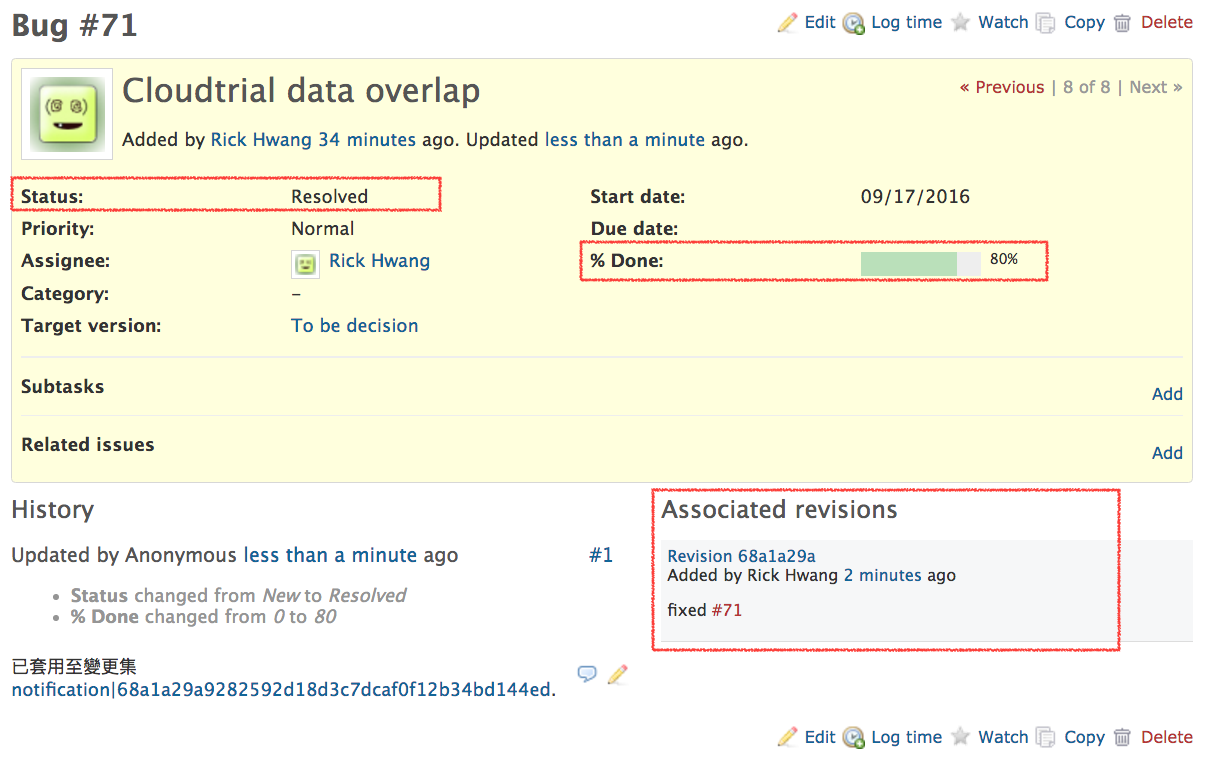 Bug #71
Edit Log time Watch Copy Delete
Cloudtrial data overlap
« Previous | 8 of 8 | Next »
Added by Rick Hwang 34 minutes ago. Updated less than a minute ago.
Status: Resolved Start date: 09/17/2016
Priority: Normal Due date:
Assignee: Rick Hwang % Done: 80%
Category: –
Target version: To be decision
Subtasks
Add
Related issues
Add
History
Updated by Anonymous less than a minute ago #1
• Status changed from New to Resolved
• % Done changed from 0 to 80
已套用至變更集
notification|68a1a29a9282592d18d3c7dcaf0f12b34bd144ed.
Associated revisions
Revision 68a1a29a
Added by Rick Hwang 2 minutes ago
fixed #71
Edit Log time Watch Copy Delete